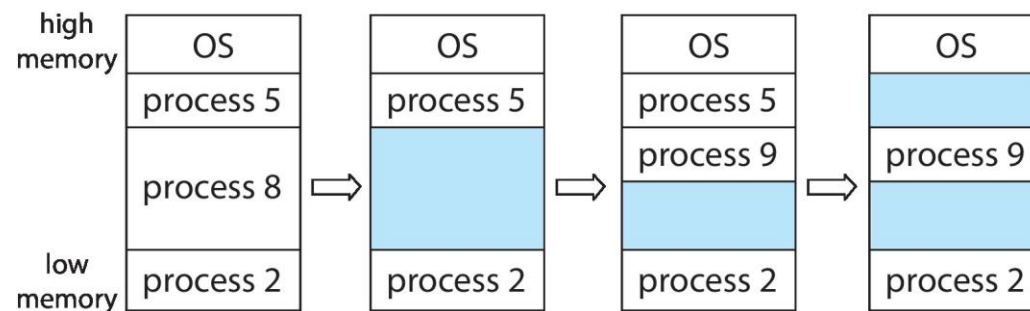 high
memory
OS
process 5
process 8
process 2
low
memory
OS
process 5
process 2
OS
process 5
process 9
process 2
OS
process 9
process 2